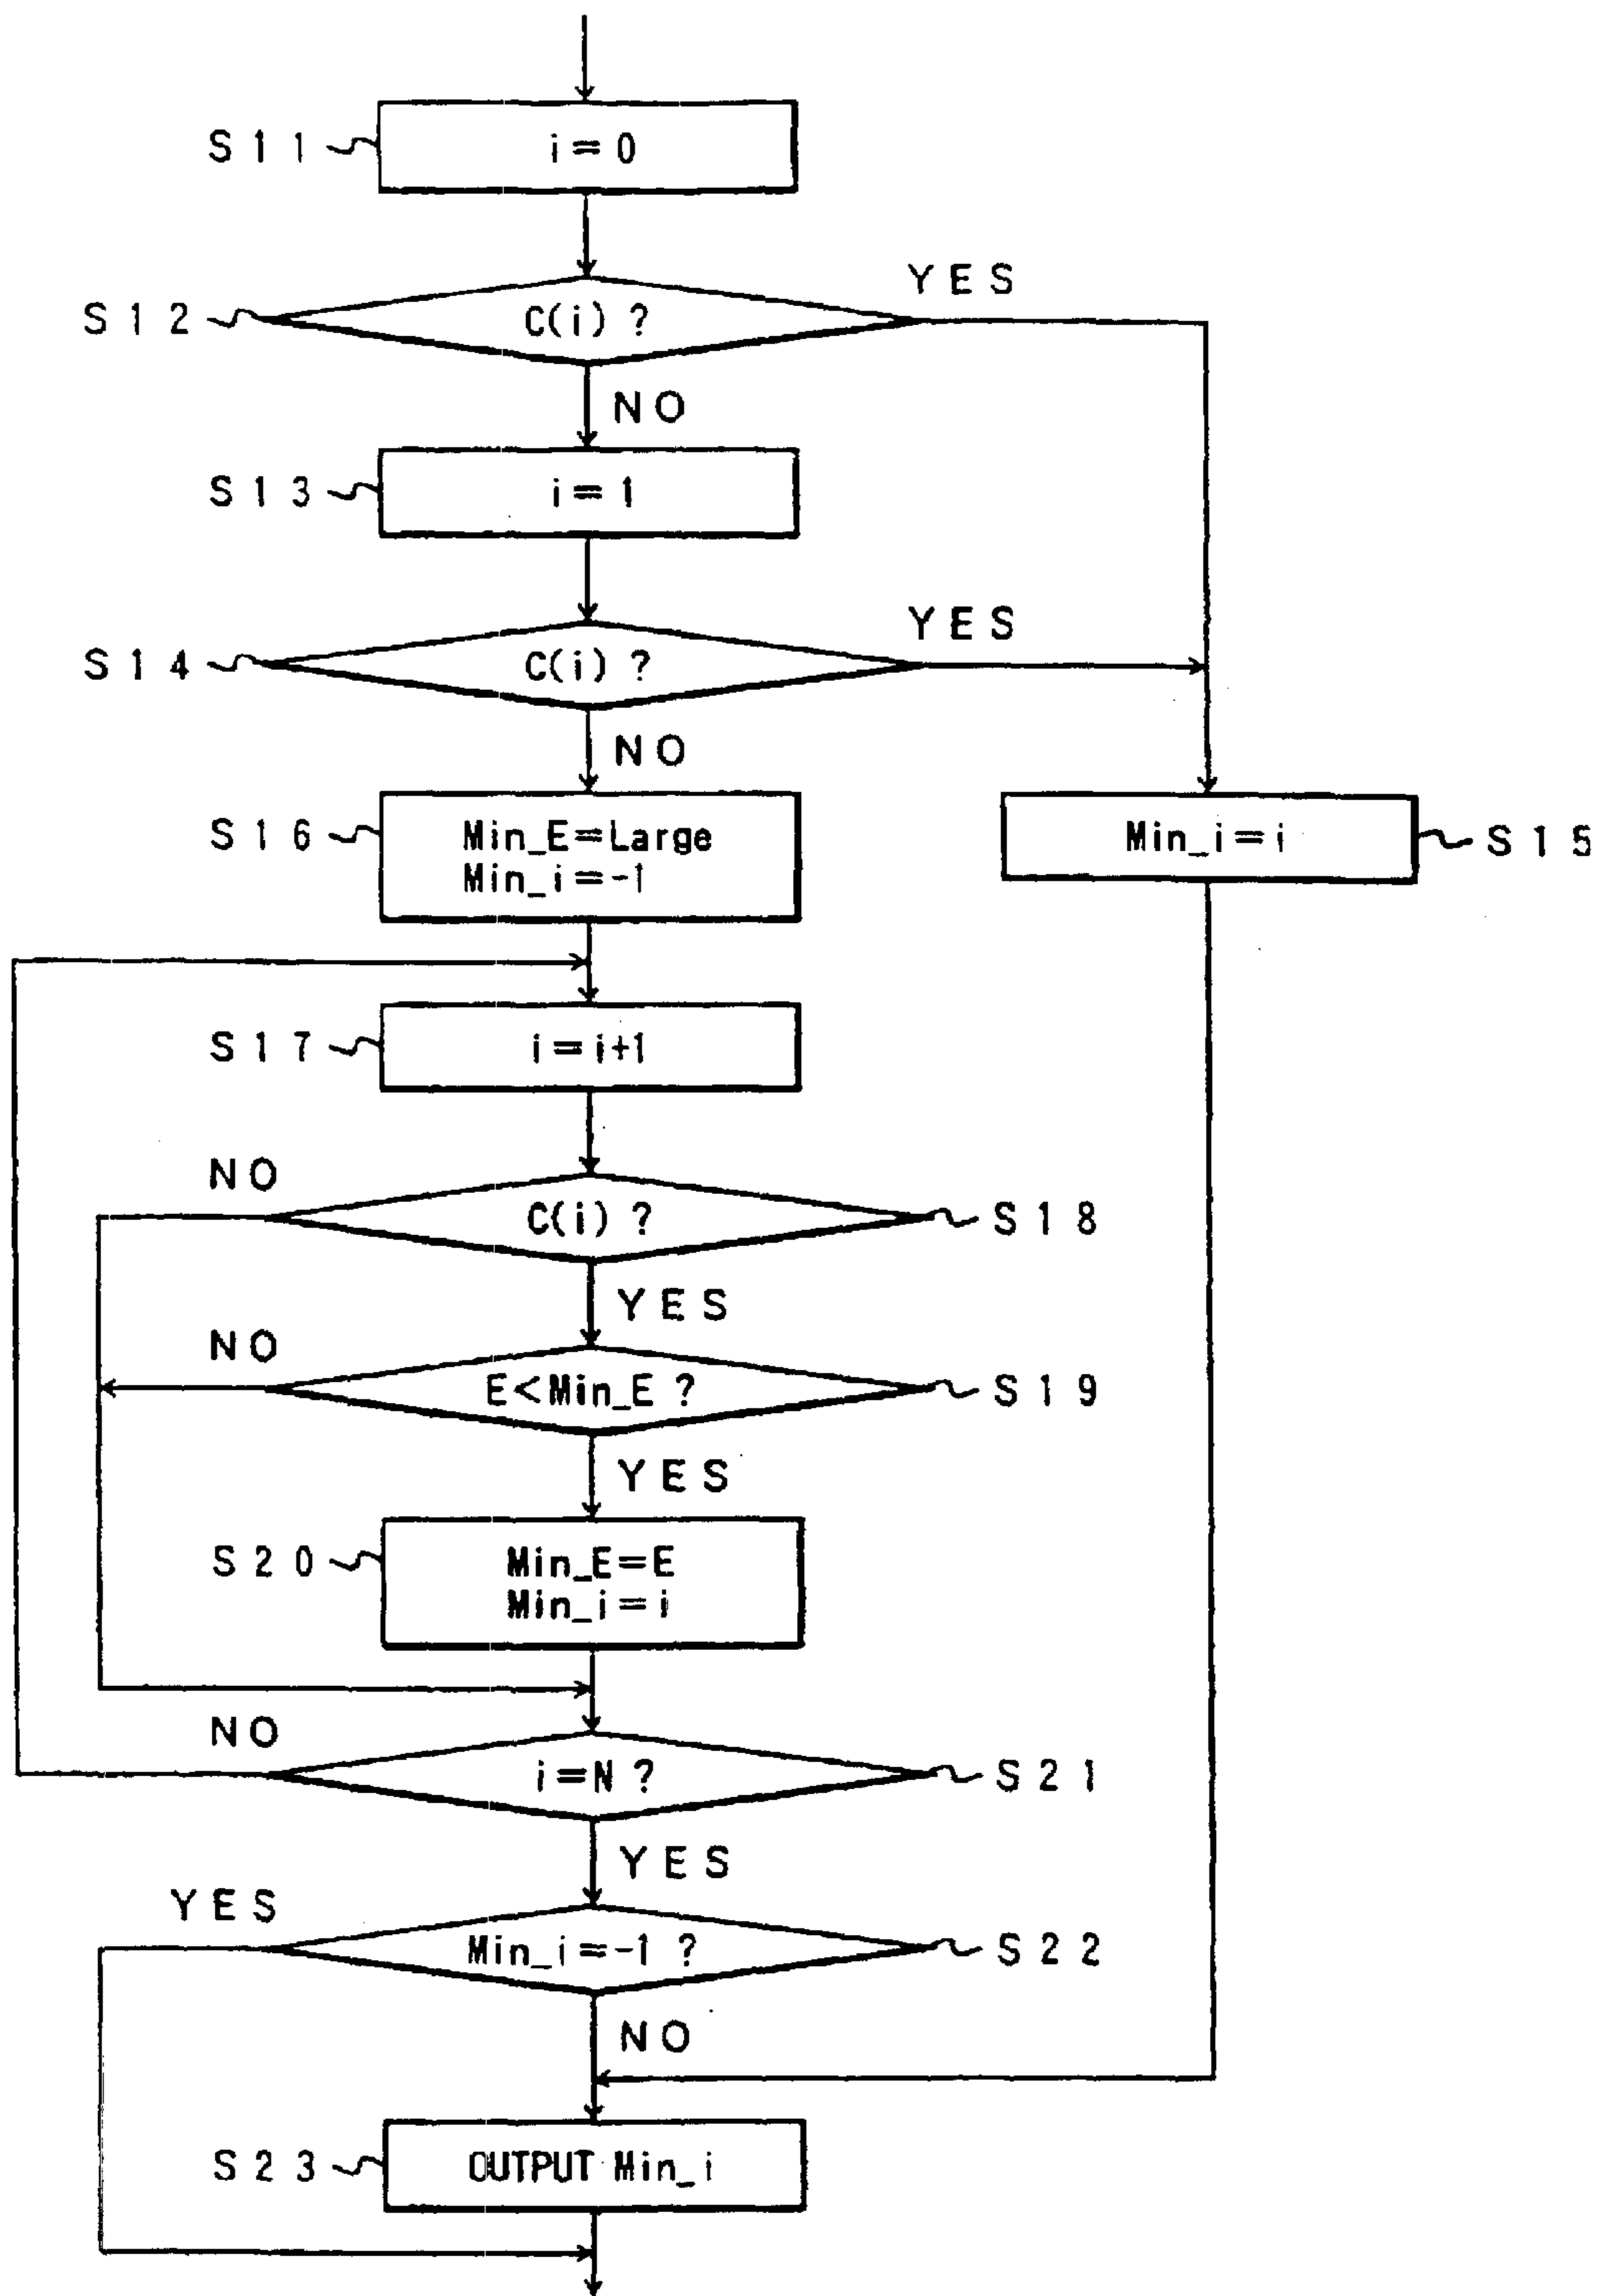 S11
i=0
YES
S12
C(i) ?
NO
S13
i=1
YES
S14
C(i) ?
NO
S16
Min_E=Large
Min_i=-1
Min_i=i
S15
S17
i=i+1
NO
C(i) ?
S18
YES
NO
E<Min_E ?
S19
YES
S20
Min_E=E
Min_i=i
NO
i=N ?
S21
YES
YES
Min_i=-1 ?
S22
NO
S23
OUTPUT Min_i